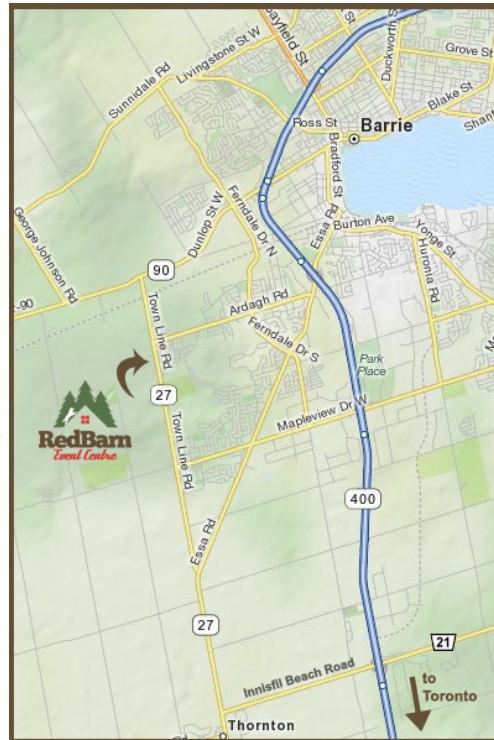 Bayfield St
Livingstone St W
Duckworth St
Grove St
Sunnidale Rd
Blake St
Ross St
Barrie
Bradford St
Ferndale Dr N
Dunlop St W
Essa Rd
Burton Ave
Yonge St
George Johnson Rd
Huronia Rd
90
-90
Town Line Rd
Ardagh Rd
Ferndale Dr S
Park
Place
27
RedBarn
Event Centre
Town Line Rd
Mapleview Dr W
400
Essa Rd
27
21
Innisfil Beach Road
to
Toronto
Thornton